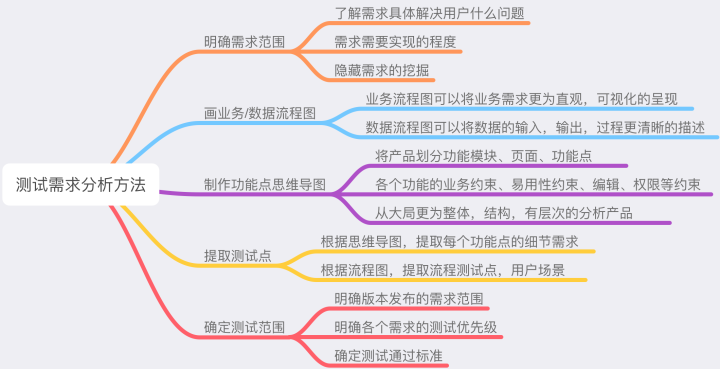 测试需求分析方法
明确需求范围
了解需求具体解决用户什么问题
需求需要实现的程度
隐藏需求的挖掘
画业务/数据流程图
业务流程图可以将业务需求更为直观，可视化的呈现
数据流程图可以将数据的输入，输出，过程更清晰的描述
制作功能点思维导图
将产品划分功能模块、页面、功能点
各个功能的业务约束、易用性约束、编辑、权限等约束
从大局更为整体，结构，有层次的分析产品
提取测试点
根据思维导图，提取每个功能点的细节需求
根据流程图，提取流程测试点，用户场景
确定测试范围
明确版本发布的需求范围
明确各个需求的测试优先级
确定测试通过标准